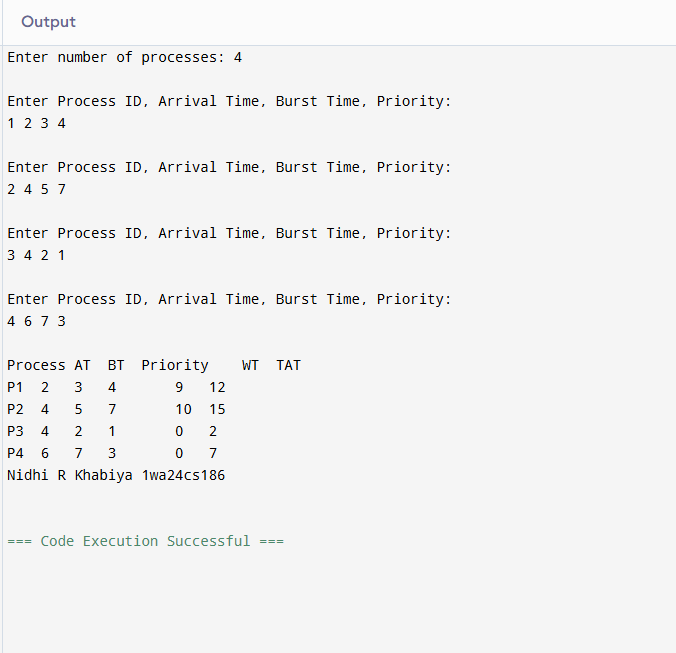 Output
Enter number of processes: 4
Enter Process ID, Arrival Time, Burst Time, Priority:
1 2 3 4
Enter Process ID, Arrival Time, Burst Time, Priority:
2 4 5 7
Enter Process ID, Arrival Time, Burst Time, Priority:
3 4 2 1
Enter Process ID, Arrival Time, Burst Time, Priority:
4 6 7 3
Process AT  BT  Priority    WT  TAT
P1  2   3   4       9   12
P2  4   5   7       10  15
P3  4   2   1       0   2
P4  6   7   3       0   7
Nidhi R Khabiya 1wa24cs186
=== Code Execution Successful ===